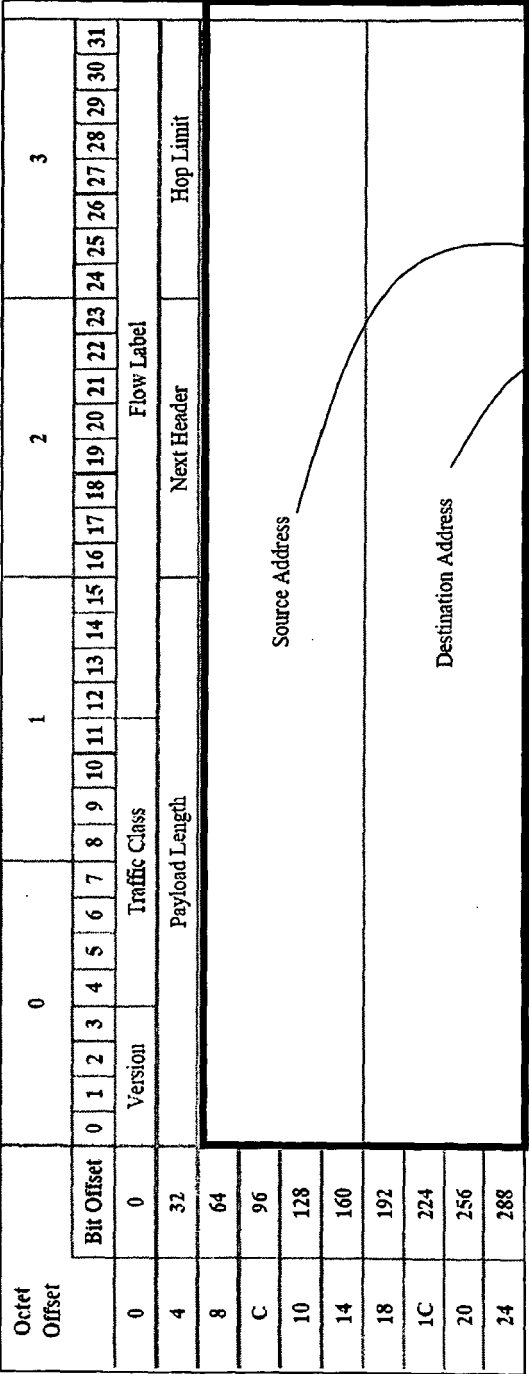 Octet Offset 0 1 2 3
Bit Offset 0 1 2 3 4 5 6 7 8 9 10 11 12 13 14 15 16 17 18 19 20 21 22 23 24 25 26 27 28 29 30 31
0 0 Version Traffic Class Flow Label
4 32 Payload Length Next Header Hop Limit
8 64
C 96
10 128 Source Address
14 160
18 192
1C 224
20 256 Destination Address
24 288